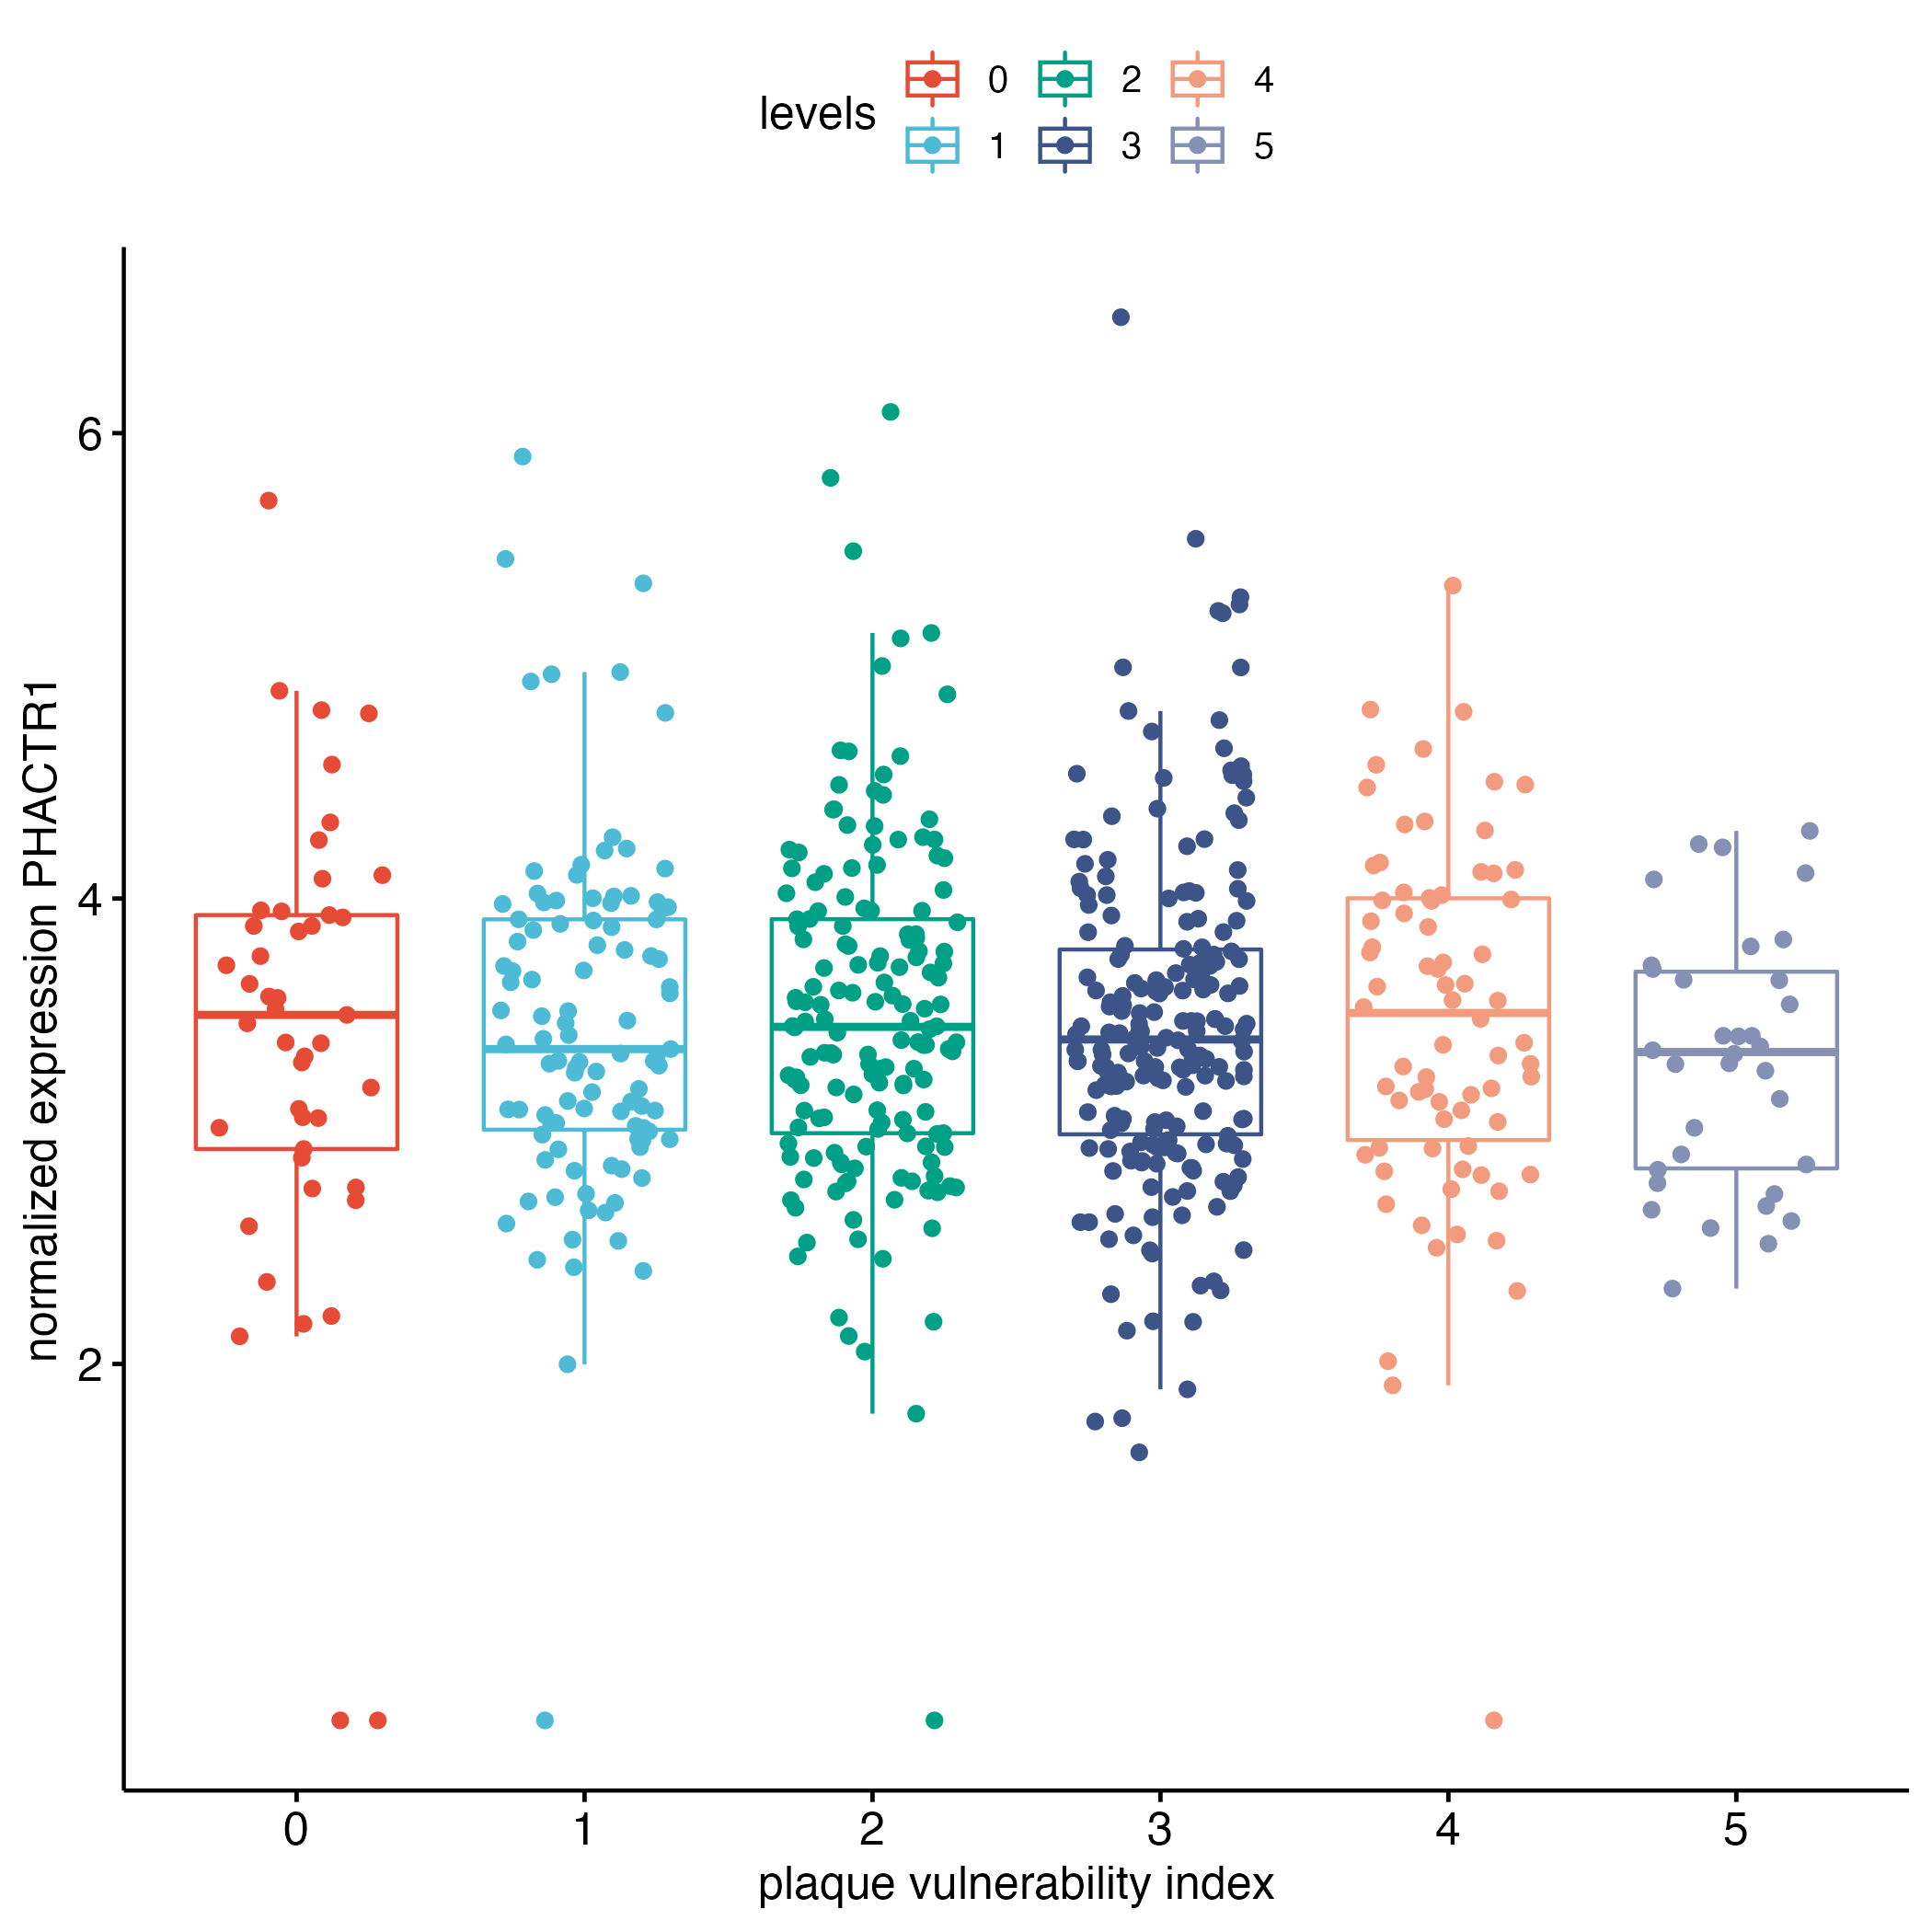 levels 0 2 4
1 3 5
normalized expression PHACTR1
6
4
2
0 1 2 3 4 5
plaque vulnerability index